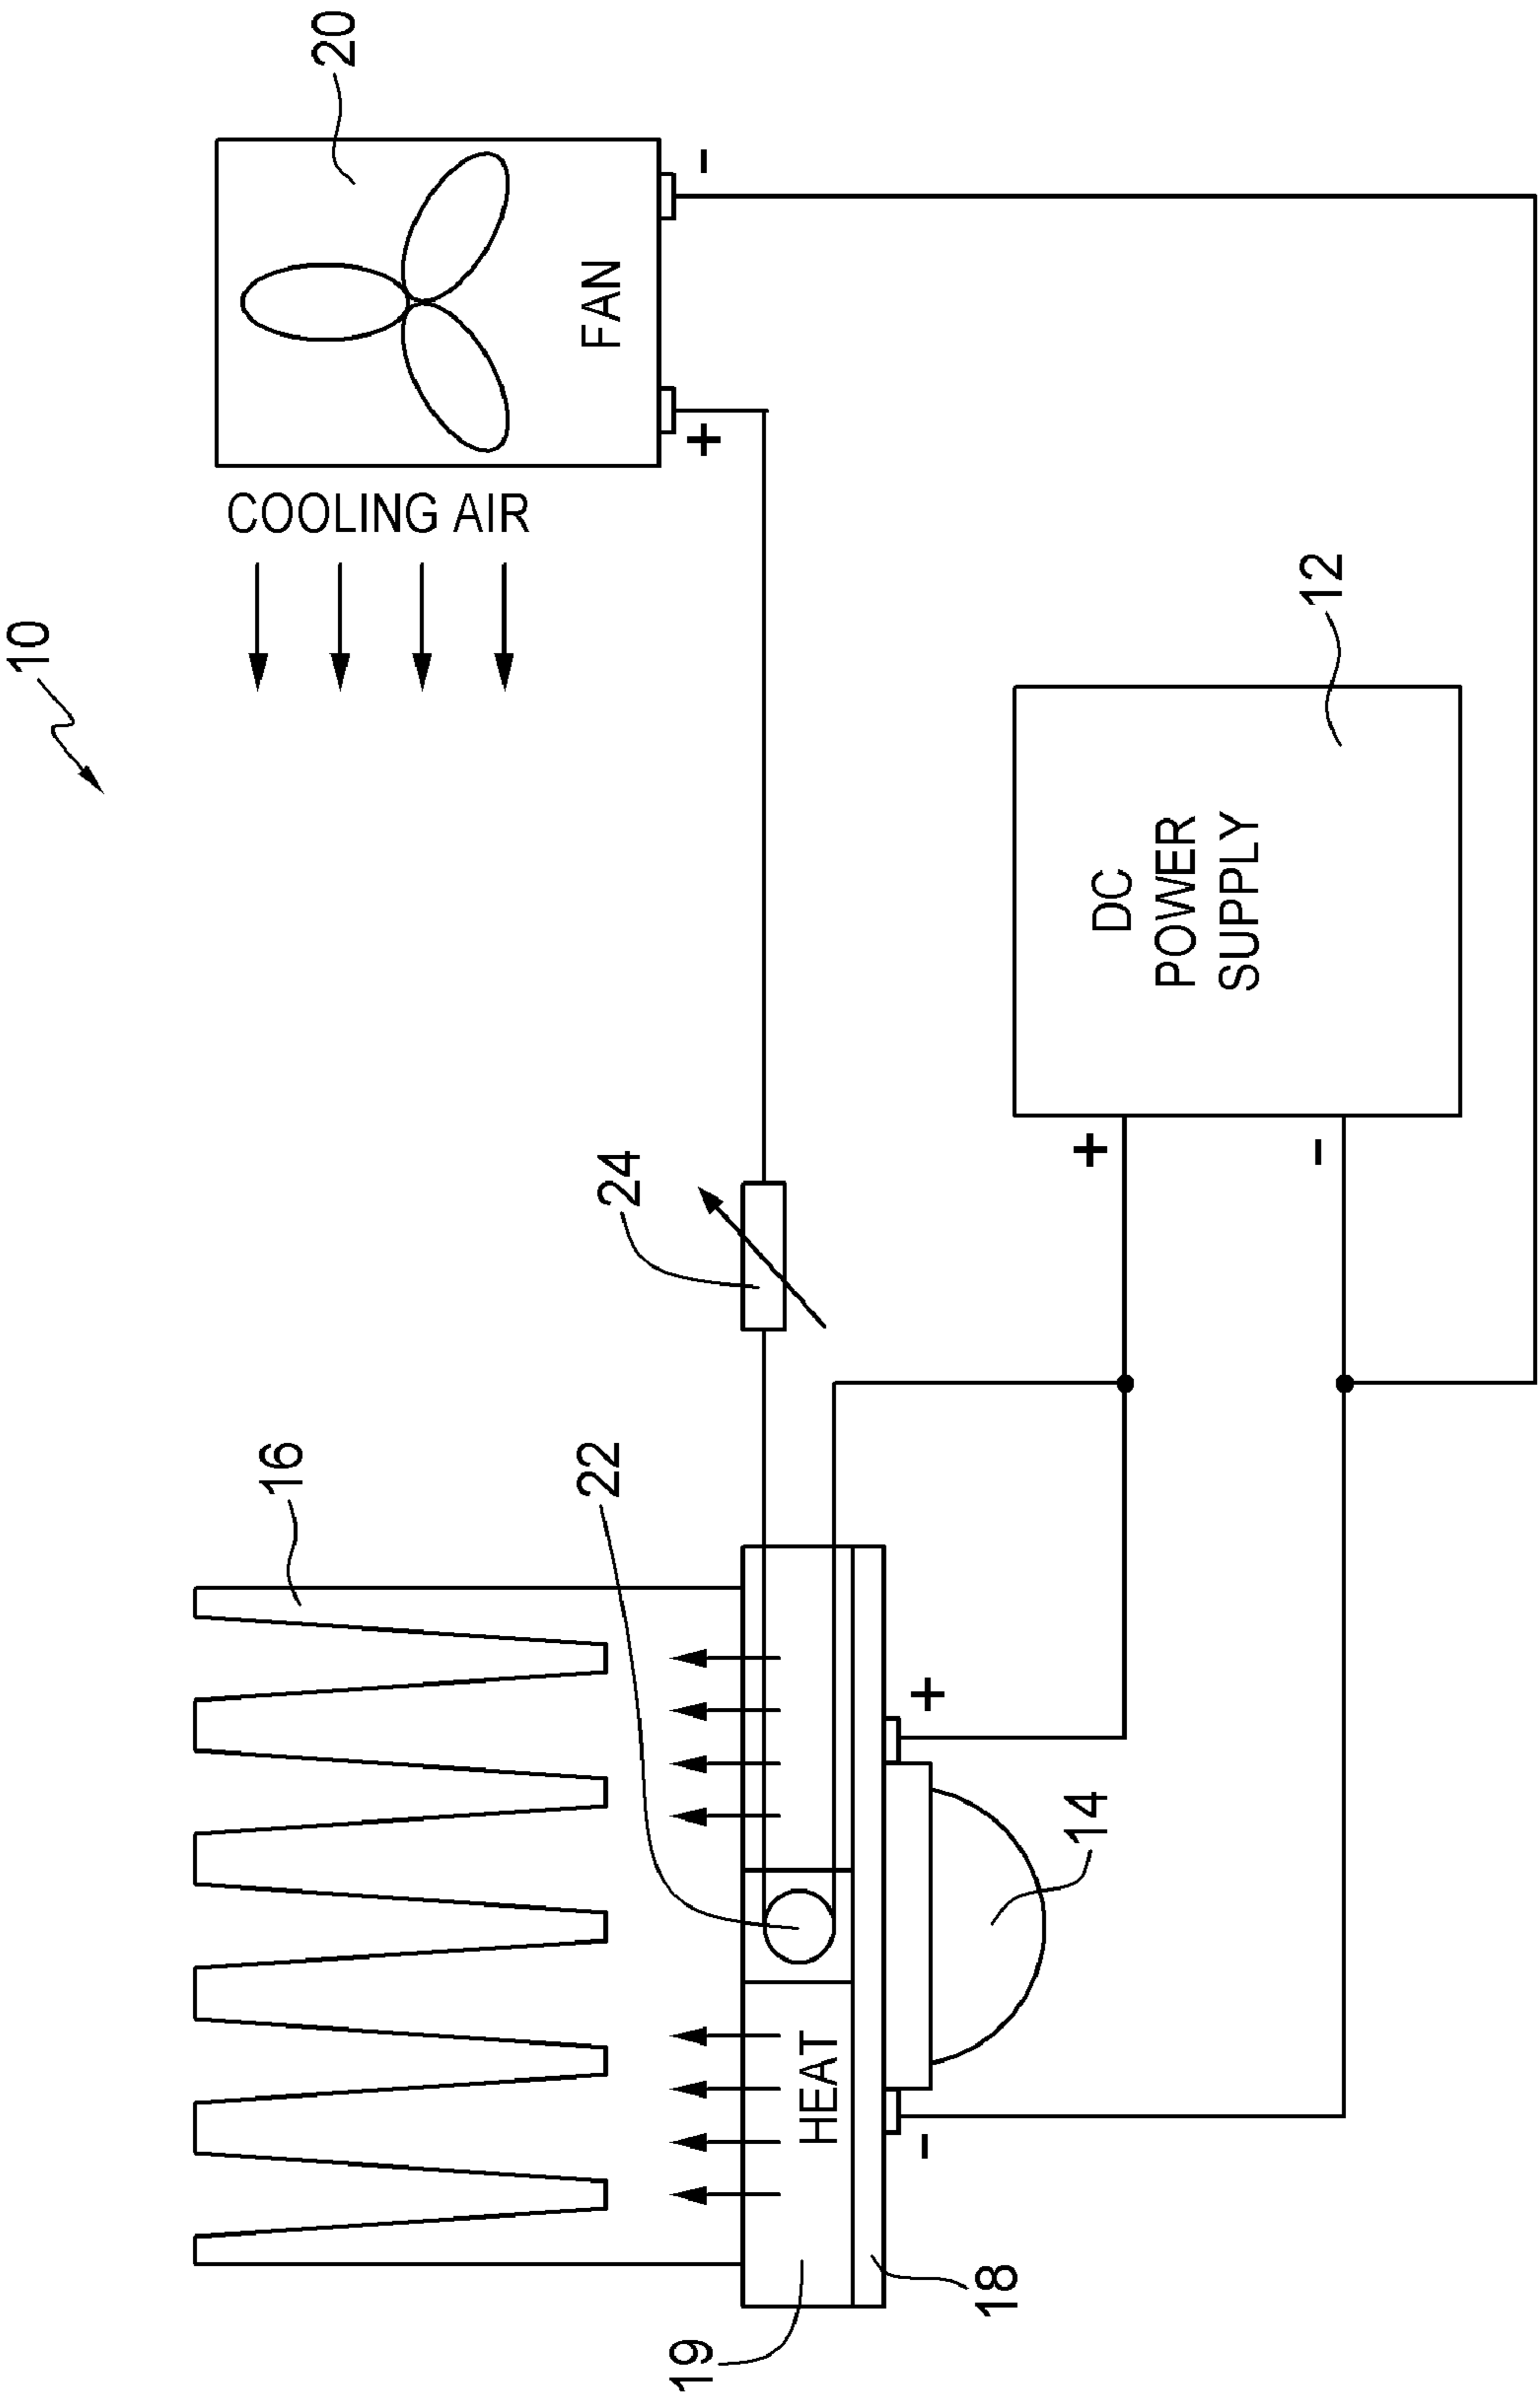 10
20
FAN
+
-
COOLING AIR
12
DC
POWER
SUPPLY
+
-
24
16
22
+
14
HEAT
-
19
18